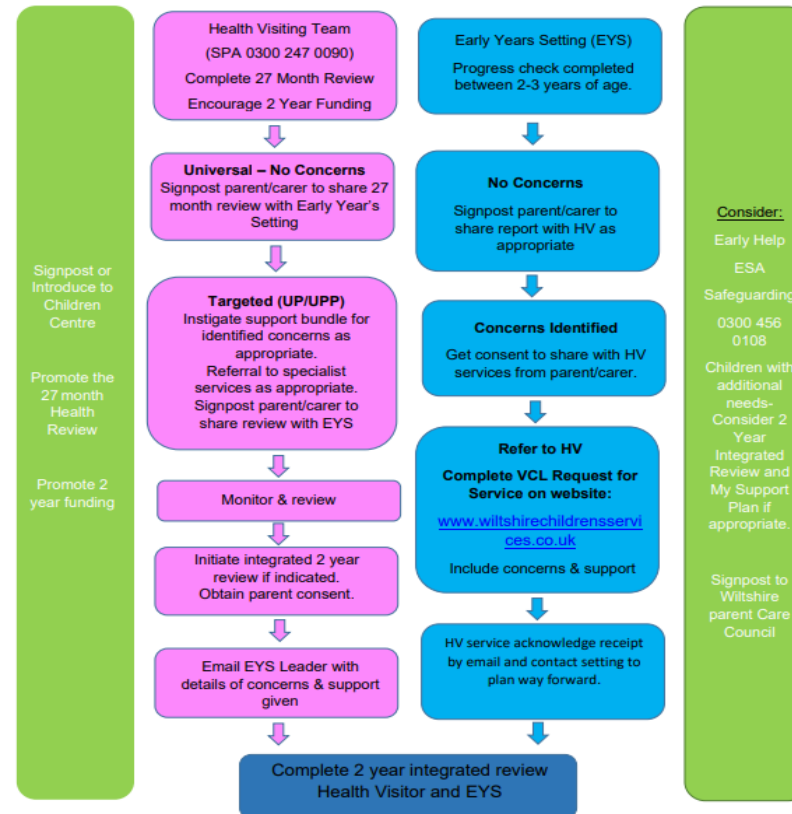 Signpost or
Introduce to
Children
Centre
Promote the
27 month
Health
Review
Promote 2
year funding
Health Visiting Team
(SPA 0300 247 0090)
Complete 27 Month Review
Encourage 2 Year Funding
Universal – No Concerns
Signpost parent/carer to share 27
month review with Early Year's
Setting
Targeted (UP/UPP)
Instigate support bundle for
identified concerns as
appropriate.
Referral to specialist
services as appropriate.
Signpost parent/carer to
share review with EYS
Monitor & review
Initiate integrated 2 year
review if indicated.
Obtain parent consent.
Email EYS Leader with
details of concerns & support
given
Early Years Setting (EYS)
Progress check completed
between 2-3 years of age.
No Concerns
Signpost parent/carer to
share report with HV as
appropriate
Concerns Identified
Get consent to share with HV
services from parent/carer.
Refer to HV
Complete VCL Request for
Service on website:
www.wiltshirechildrensservi
ces.co.uk
Include concerns & support
HV service acknowledge receipt
by email and contact setting to
plan way forward.
Complete 2 year integrated review
Health Visitor and EYS
Consider:
Early Help
ESA
Safeguarding
0300 456
0108
Children with
additional
needs-
Consider 2
Year
Integrated
Review and
My Support
Plan if
appropriate.
Signpost to
Wiltshire
parent Care
Council